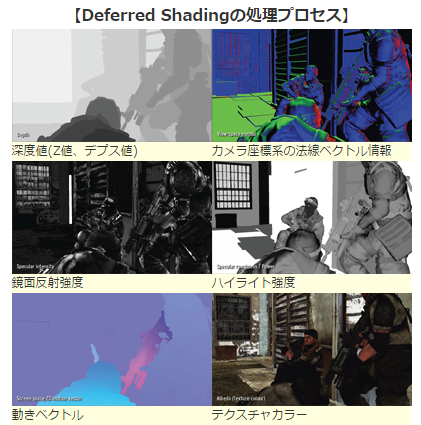 【Deferred Shadingの処理プロセス】
Depth
View-space normal
深度値(Z値、デプス値)
カメラ座標系の法線ベクトル情報
Specular intensity
Specular roughness / Power
鏡面反射強度
ハイライト強度
Screen-space 2D motion vector
Albedo (texture colour)
動きベクトル
テクスチャカラー